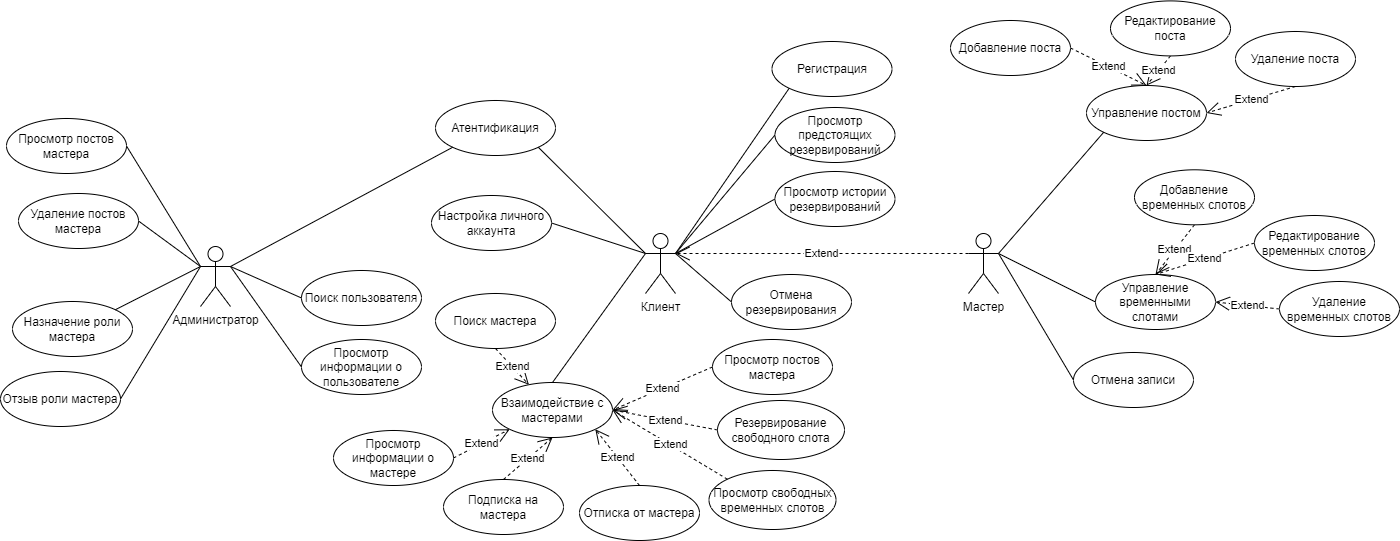 Редактирование
поста
Добавление поста
Удаление поста
Extend
Extend
Extend
Управление постом
Регистрация
Просмотр
предстоящих
резервирований
Атентификация
Просмотр постов
мастера
Просмотр истории
резервирований
Добавление
временных слотов
Удаление постов
мастера
Настройка личного
аккаунта
Редактирование
временных слотов
Extend
Extend
Extend
Управление
временными
слотами
Extend
Удаление
временных слотов
Поиск пользователя
Отмена
резервирования
Администратор
Клиент
Мастер
Назначение роли
мастера
Поиск мастера
Просмотр
информации о
пользователе
Extend
Просмотр постов
мастера
Отмена записи
Отзыв роли мастера
Extend
Взаимодействие с
мастерами
Extend
Резервирование
свободного слота
Просмотр
информации о
мастере
Extend
Extend
Extend
Extend
Подписка на
мастера
Отписка от мастера
Просмотр свободных
временных слотов